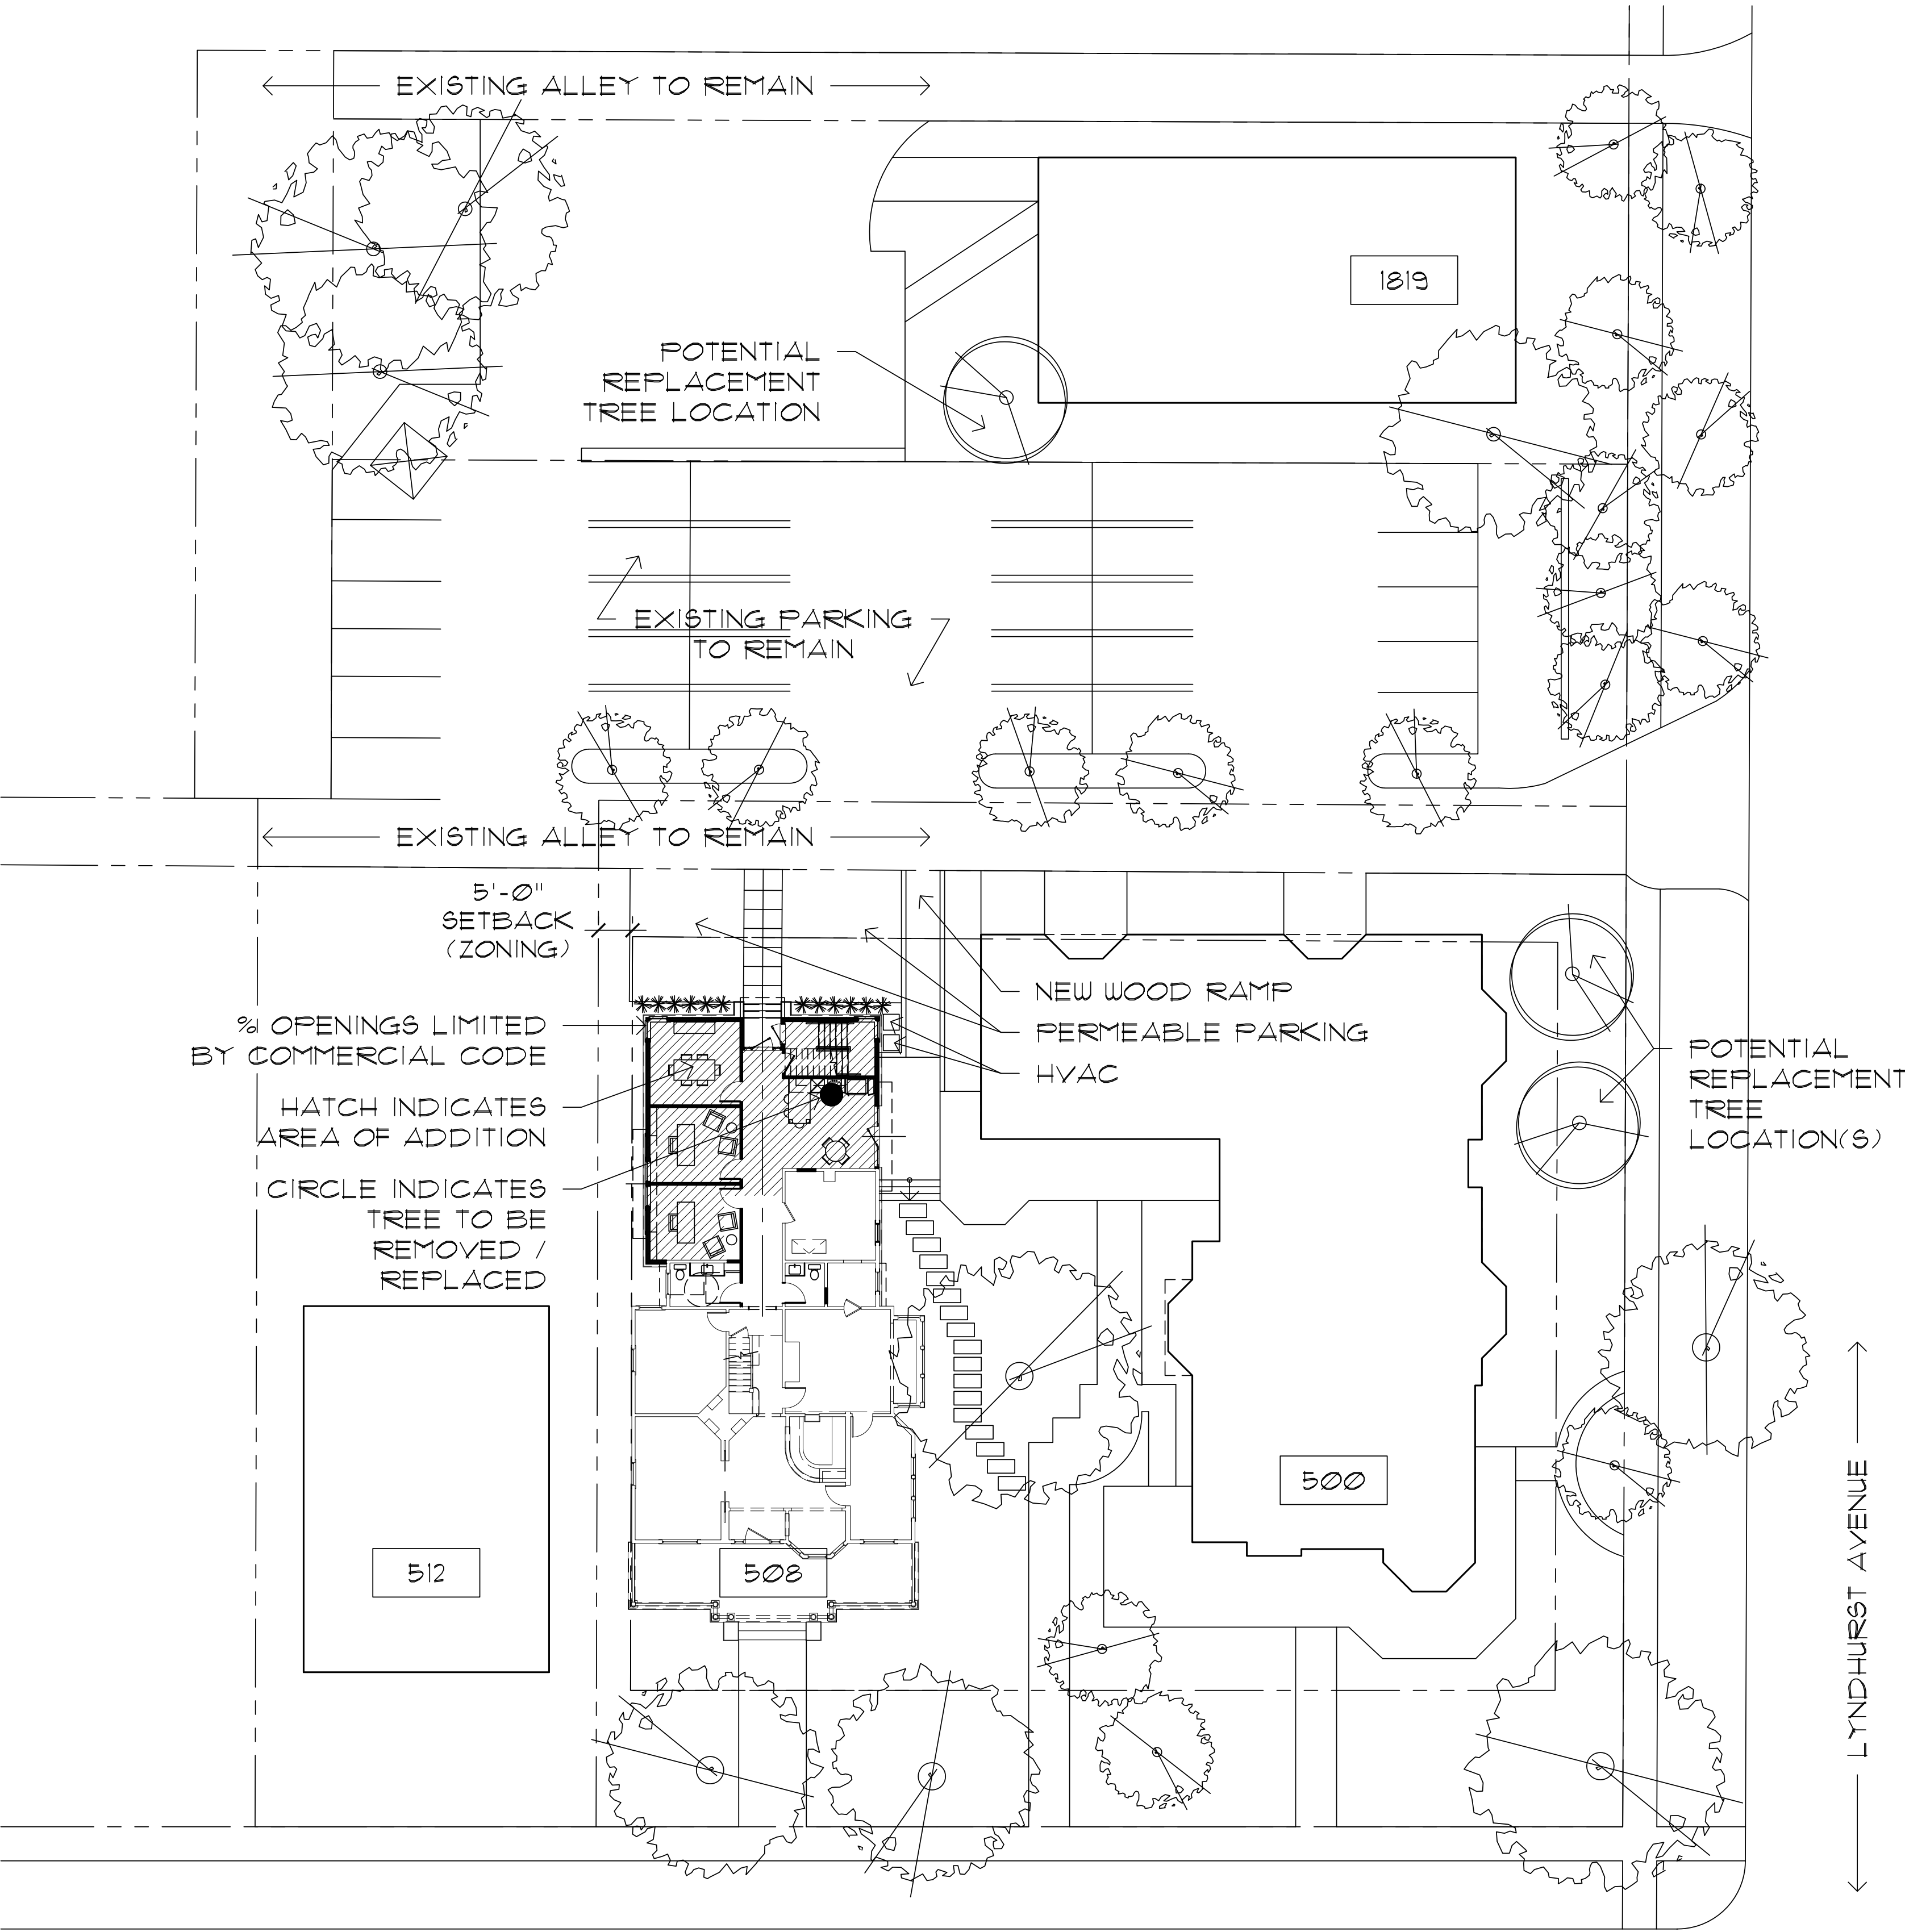 EXISTING ALLEY TO REMAIN
1819
POTENTIAL
REPLACEMENT
TREE LOCATION
EXISTING PARKING
TO REMAIN
EXISTING ALLEY TO REMAIN
5'-0"
SETBACK
(ZONING)
NEW WOOD RAMP
PERMEABLE PARKING
HVAC
% OPENINGS LIMITED
BY COMMERCIAL CODE
HATCH INDICATES
AREA OF ADDITION
CIRCLE INDICATES
TREE TO BE
REMOVED /
REPLACED
POTENTIAL
REPLACEMENT
TREE
LOCATION(S)
500
512
508
LYNDHURST AVENUE